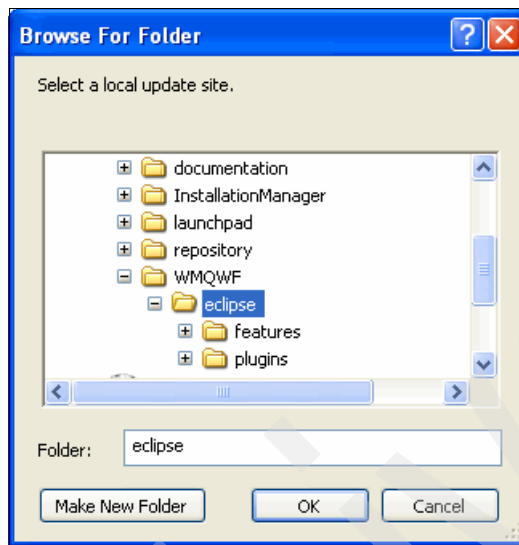 Browse For Folder
Select a local update site.
documentation
InstallationManager
launchpad
repository
WMQWF
eclipse
features
plugins
Folder: eclipse
Make New Folder OK Cancel